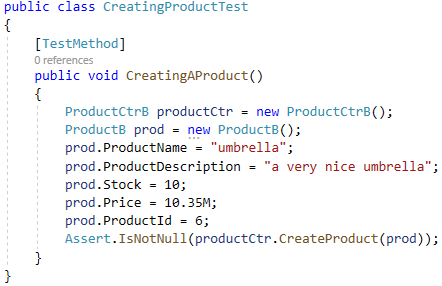 public class CreatingProductTest
{
[TestMethod]
0 references
public void CreatingAProduct()
{
ProductCtrB productCtr = new ProductCtrB();
ProductB prod = new ProductB();
prod.ProductName = "umbrella";
prod.ProductDescription = "a very nice umbrella";
prod.Stock = 10;
prod.Price = 10.35M;
prod.ProductId = 6;
Assert.IsNotNull(productCtr.CreateProduct(prod));
}
}